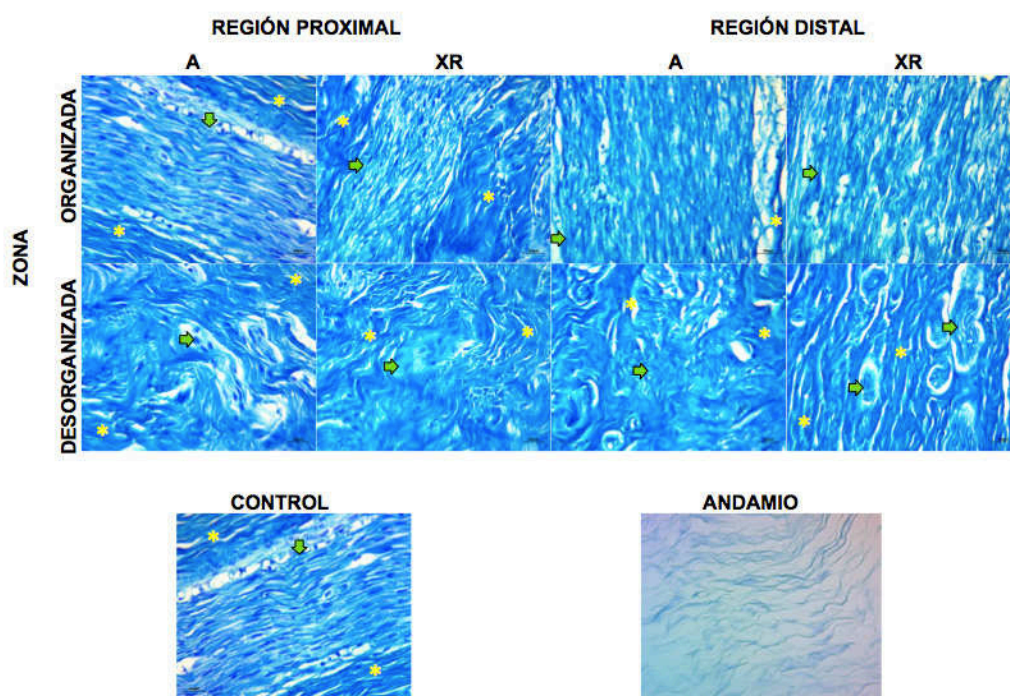 REGIÓN PROXIMAL
REGIÓN DISTAL
A
XR
A
XR
ZONA
ORGANIZADA
DESORGANIZADA
CONTROL
ANDAMIO